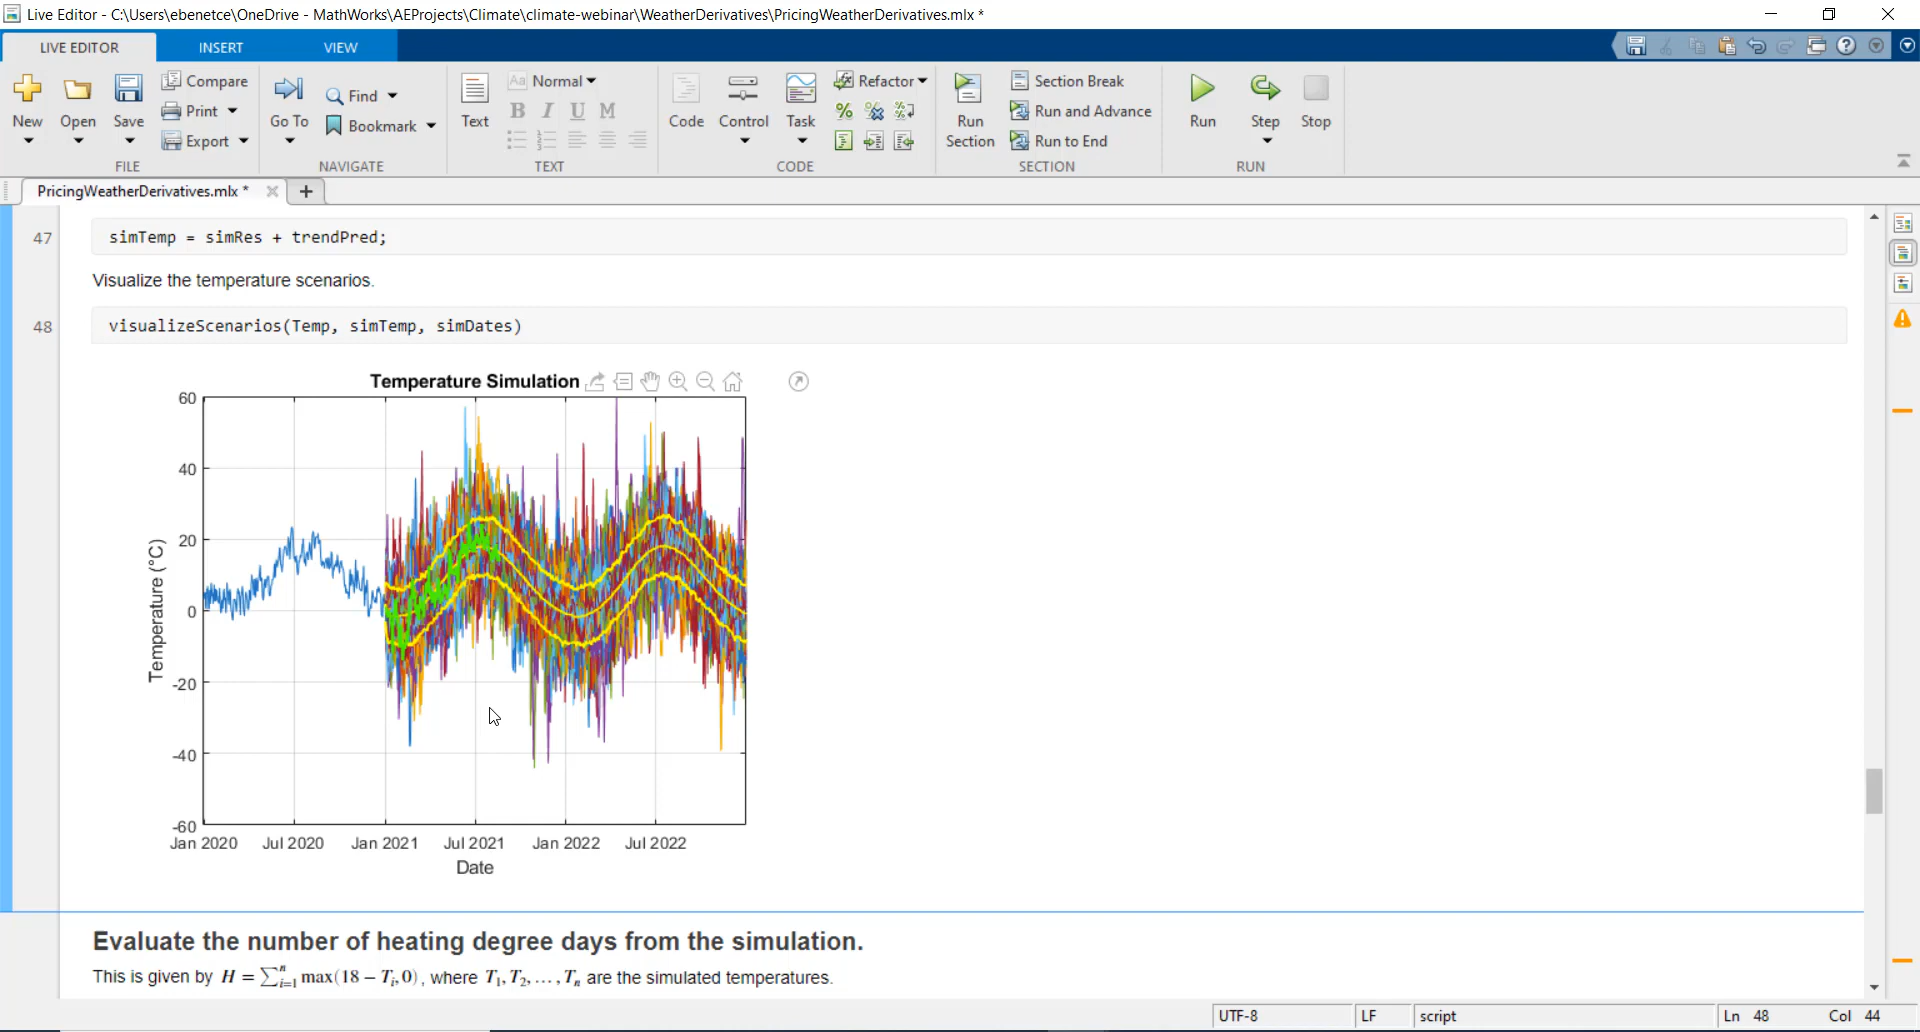 Live Editor - C:\Users\ebenetce\OneDrive - MathWorks\AEProjects\Climate\climate-webinar\WeatherDerivatives\PricingWeatherDerivatives.mlx *
LIVE EDITOR INSERT VIEW
New Open Save Compare Print Export
FILE
Go To Find Bookmark
NAVIGATE
Text Aa Normal
B I U M
TEXT
Code Control Task Refactor
CODE
Run Section Section Break
Run and Advance
Run to End
SECTION
Run Step Stop
RUN
PricingWeatherDerivatives.mlx *
47 simTemp = simRes + trendPred;
Visualize the temperature scenarios.
48 visualizeScenarios(Temp, simTemp, simDates)
Temperature Simulation
60
40
20
0
-20
-40
-60
Temperature (°C)
Jan 2020 Jul 2020 Jan 2021 Jul 2021 Jan 2022 Jul 2022
Date
Evaluate the number of heating degree days from the simulation.
This is given by H = ∑ⁿᵢ₌₁ max(18 − Tᵢ, 0), where T₁, T₂, …, Tₙ are the simulated temperatures.
UTF-8 LF script Ln 48 Col 44